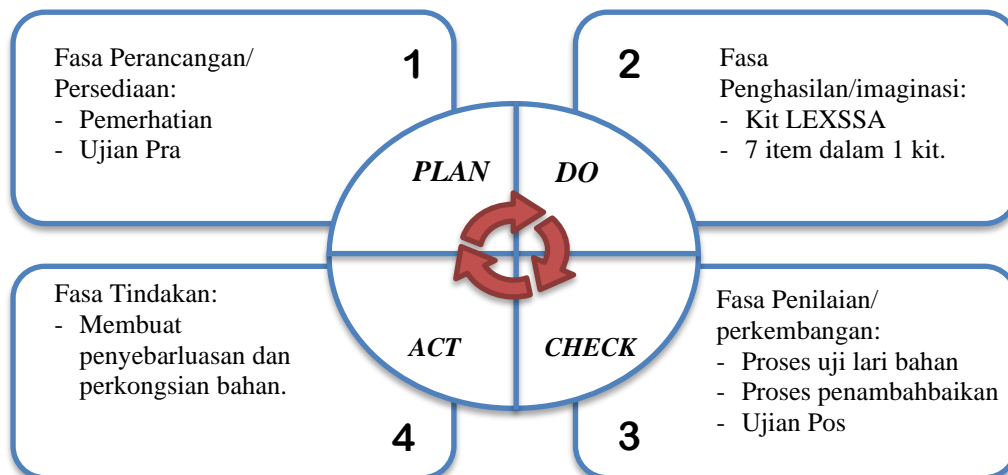 Fasa Perancangan/
Persediaan:
- Pemerhatian
- Ujian Pra
1
2
Fasa
Penghasilan/imaginasi:
- Kit LEXSSA
- 7 item dalam 1 kit.
PLAN
DO
ACT
CHECK
Fasa Tindakan:
- Membuat
penyebarluasan dan
perkongsian bahan.
4
3
Fasa Penilaian/
perkembangan:
- Proses uji lari bahan
- Proses penambahbaikan
- Ujian Pos